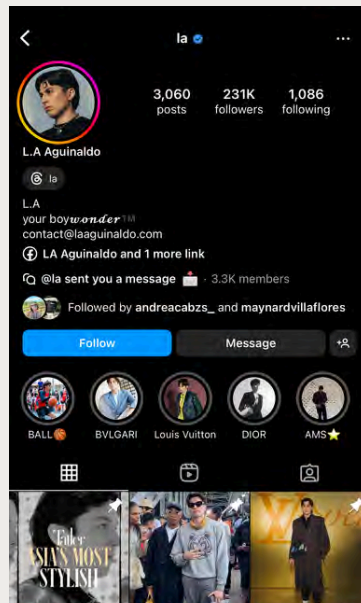 la
3,060 231K 1,086
posts followers following
L.A Aguinaldo
la
L.A
your boy𝔀𝓸𝓷𝓭𝓮𝓻™
contact@laaguinaldo.com
LA Aguinaldo and 1 more link
@la sent you a message 📩 · 3.3K members
Followed by andreacabzs_ and maynardvillaflores
Follow Message
BALL🏀 BVLGARI Louis Vuitton DIOR AMS⭐
Tatler
ASIA'S MOST
STYLISH